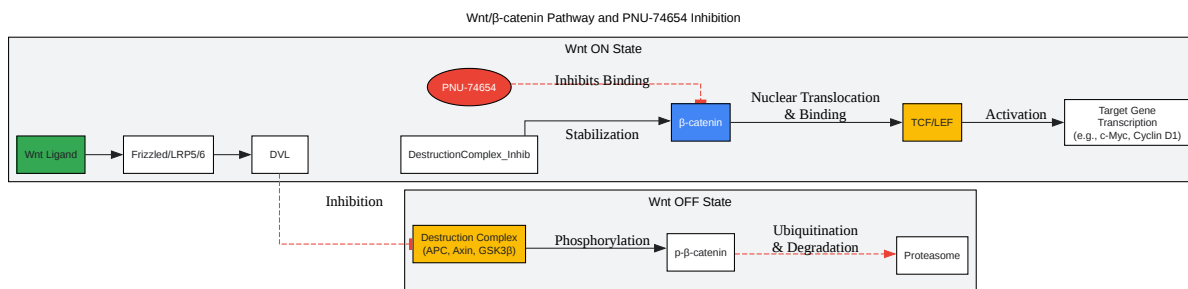 Wnt/β-catenin Pathway and PNU-74654 Inhibition
Wnt ON State
PNU-74654
Inhibits Binding
Wnt Ligand
Frizzled/LRP5/6
DVL
DestructionComplex_Inhib
Stabilization
β-catenin
Nuclear Translocation
& Binding
TCF/LEF
Activation
Target Gene
Transcription
(e.g., c-Myc, Cyclin D1)
Inhibition
Wnt OFF State
Destruction Complex
(APC, Axin, GSK3β)
Phosphorylation
p-β-catenin
Ubiquitination
& Degradation
Proteasome